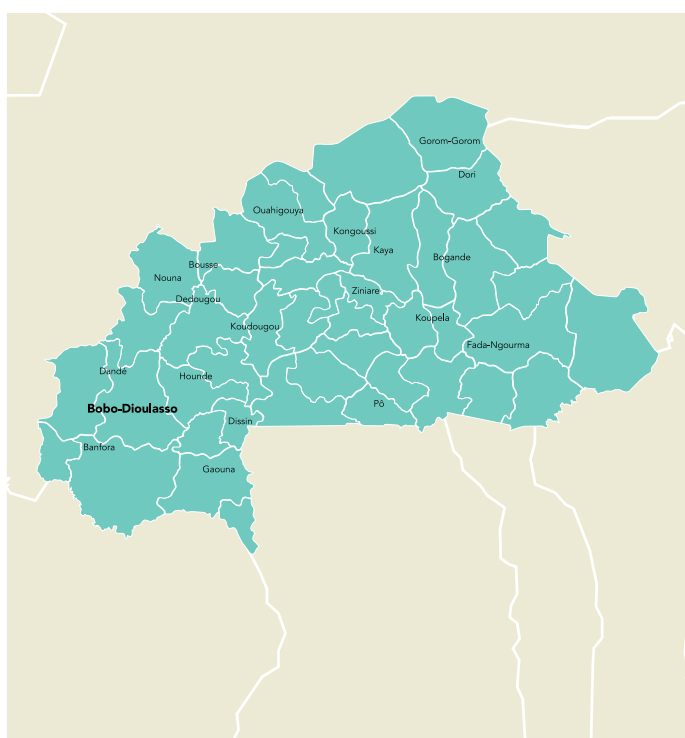 Gorom-Gorom
Dori
Ouahigouya
Kongoussi
Kaya
Bogande
Bousse
Nouna
Dedougou
Ziniare
Koupela
Koudougou
Fada-Ngourma
Dandé
Hounde
Bobo-Dioulasso
Pô
Dissin
Banfora
Gaouna